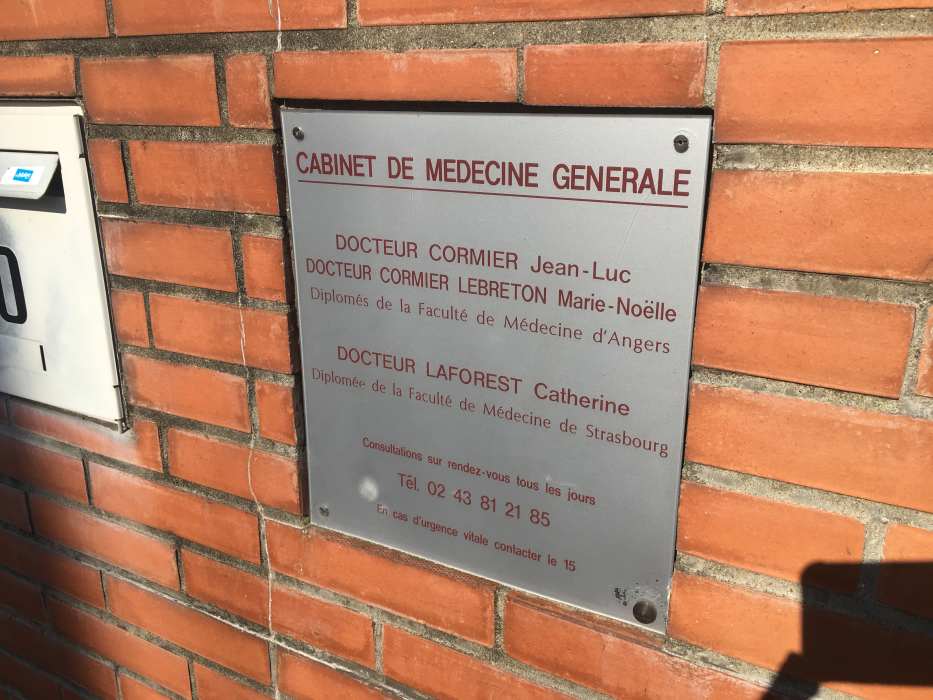 CABINET DE MEDECINE GENERALE
DOCTEUR CORMIER Jean-Luc
DOCTEUR CORMIER LEBRETON Marie-Noëlle
Diplomés de la Faculté de Médecine d'Angers
DOCTEUR LAFOREST Catherine
Diplomée de la Faculté de Médecine de Strasbourg
Consultations sur rendez-vous tous les jours
Tél. 02 43 81 21 85
En cas d'urgence vitale contacter le 15